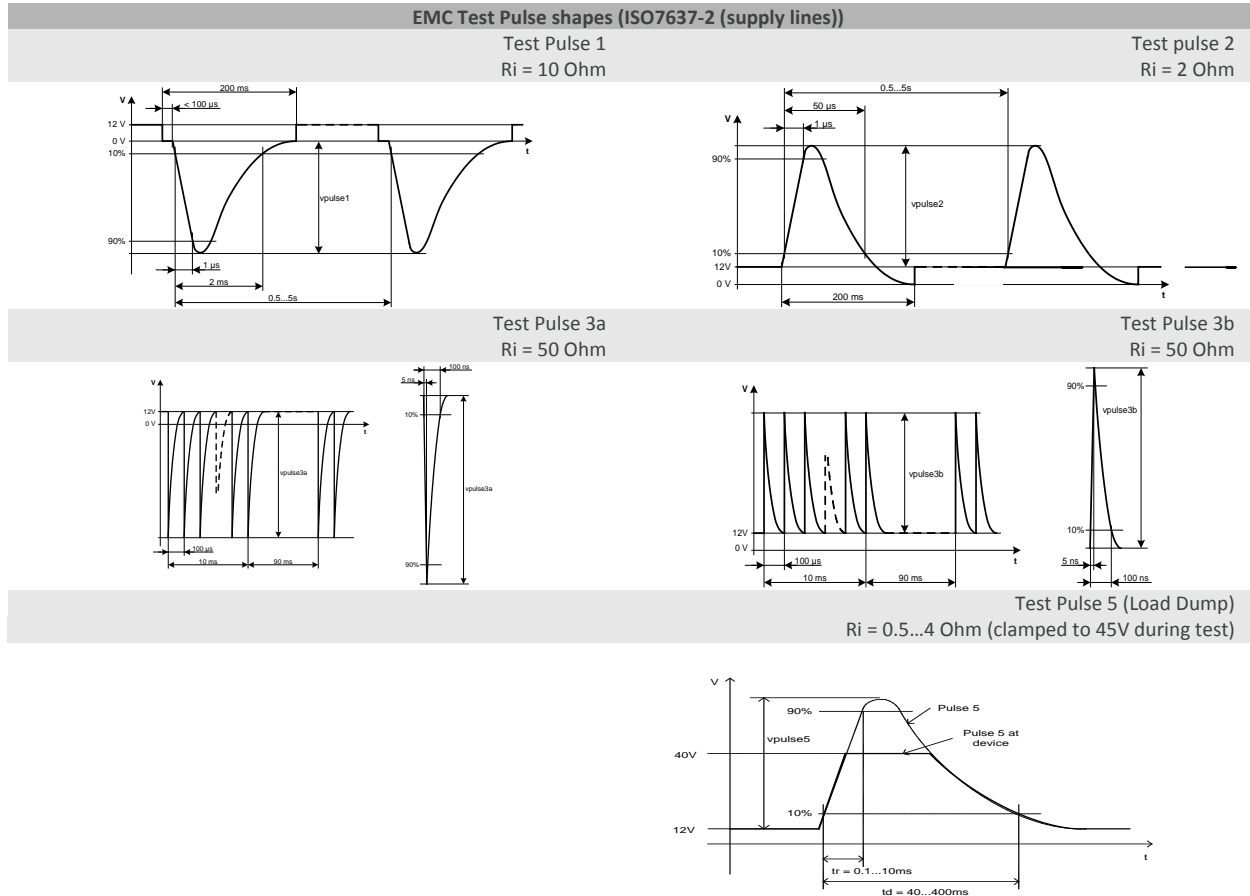 EMC Test Pulse shapes (ISO7637-2 (supply lines))
Test Pulse 1
Ri = 10 Ohm
Test pulse 2
Ri = 2 Ohm
200 ms
< 100 µs
V
12 V
0 V
10%
t
vpulse1
90%
1 µs
2 ms
0.5...5s
0.5...5s
50 µs
1 µs
V
90%
vpulse2
10%
12V
0 V
t
200 ms
Test Pulse 3a
Ri = 50 Ohm
Test Pulse 3b
Ri = 50 Ohm
V
12V
0 V
t
vpulse3a
100 µs
10 ms
90 ms
100 ns
5 ns
10%
vpulse3a
90%
V
vpulse3b
12V
0 V
t
100 µs
10 ms
90 ms
90%
vpulse3b
10%
5 ns
100 ns
Test Pulse 5 (Load Dump)
Ri = 0.5...4 Ohm (clamped to 45V during test)
V
90%
Pulse 5
vpulse5
Pulse 5 at
device
40V
10%
12V
t
tr = 0.1...10ms
td = 40...400ms